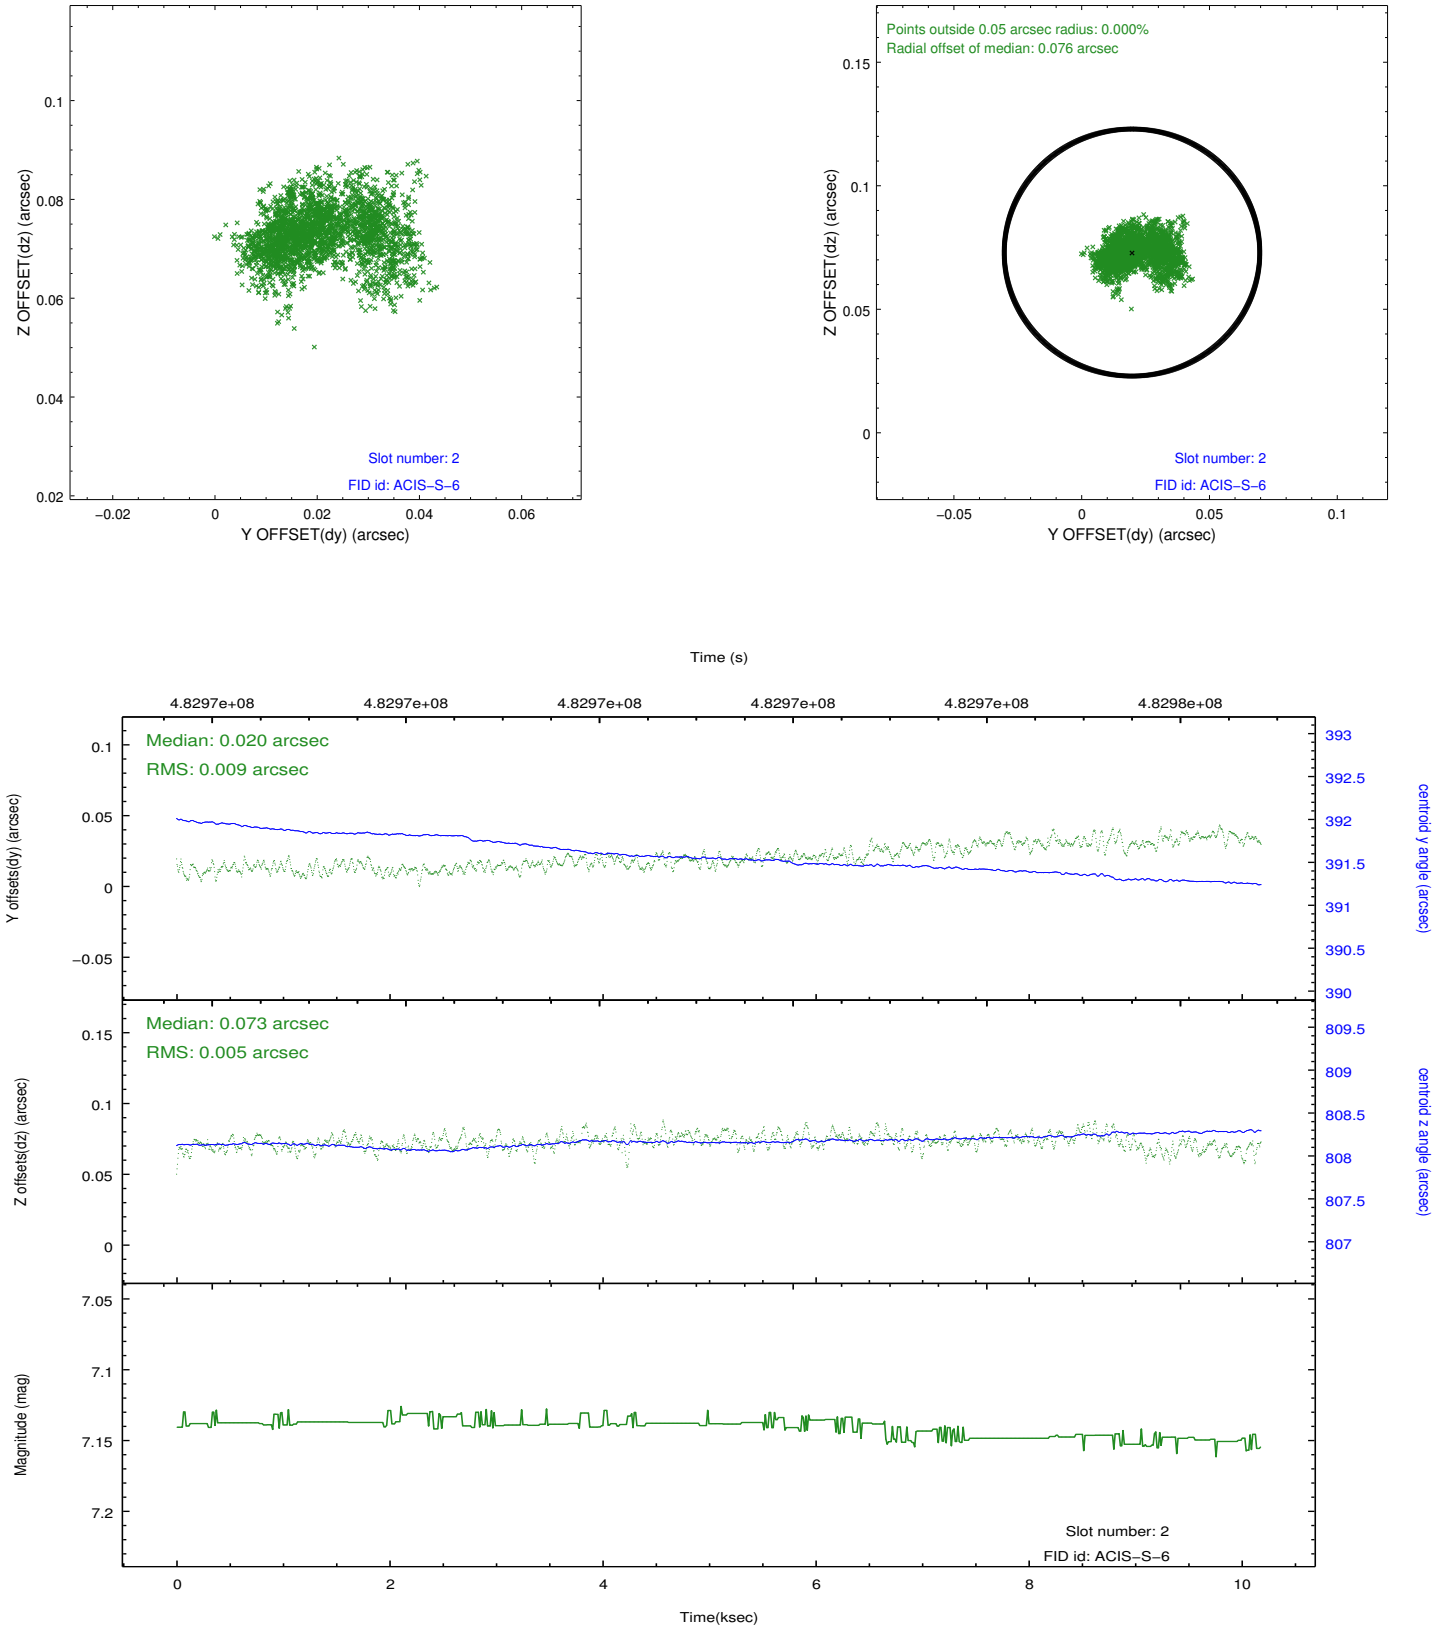 0.1
0.08
0.06
0.04
0.02
Z OFFSET(dz) (arcsec)
−0.02 0 0.02 0.04 0.06
Y OFFSET(dy) (arcsec)
Slot number: 2
FID id: ACIS−S−6
Points outside 0.05 arcsec radius: 0.000%
Radial offset of median: 0.076 arcsec
0.15
0.1
0.05
0
Z OFFSET(dz) (arcsec)
−0.05 0 0.05 0.1
Y OFFSET(dy) (arcsec)
Slot number: 2
FID id: ACIS−S−6
Time (s)
4.8297e+08 4.8297e+08 4.8297e+08 4.8297e+08 4.8297e+08 4.8298e+08
Median: 0.020 arcsec
RMS: 0.009 arcsec
0.1
0.05
0
−0.05
Y offsets(dy) (arcsec)
393
392.5
392
391.5
391
390.5
390
centroid y angle (arcsec)
Median: 0.073 arcsec
RMS: 0.005 arcsec
0.15
0.1
0.05
0
Z offsets(dz) (arcsec)
809.5
809
808.5
808
807.5
807
centroid z angle (arcsec)
7.05
7.1
7.15
7.2
Magnitude (mag)
Slot number: 2
FID id: ACIS−S−6
0 2 4 6 8 10
Time(ksec)